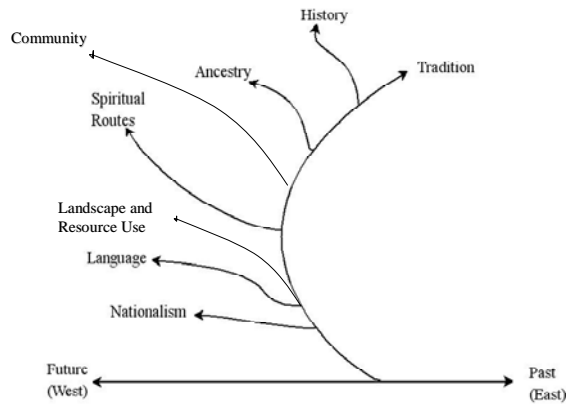 History
Community
Tradition
Ancestry
Spiritual
Routes
Landscape and
Resource Use
Language
Nationalism
Future
(West)
Past
(East)